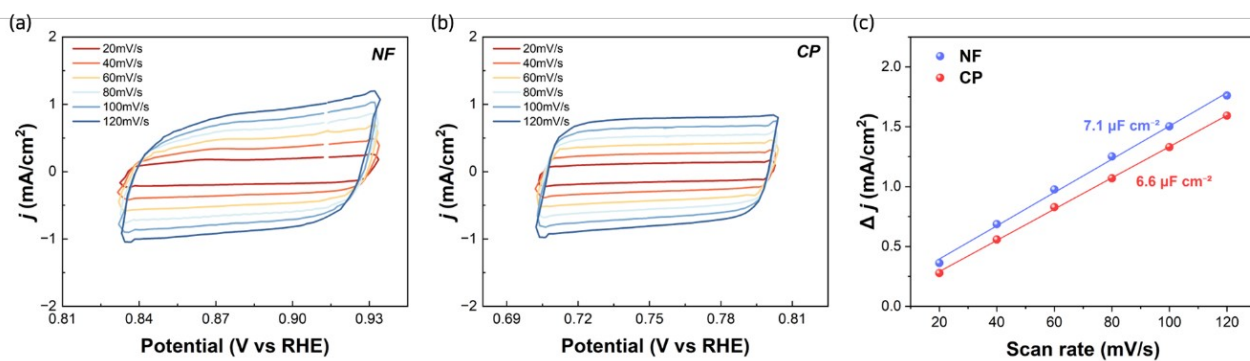 (a)
2
1
0
−1
−2
j (mA/cm²)
20mV/s
40mV/s
60mV/s
80mV/s
100mV/s
120mV/s
NF
0.81
0.84
0.87
0.90
0.93
Potential (V vs RHE)
(b)
2
1
0
−1
−2
j (mA/cm²)
20mV/s
40mV/s
60mV/s
80mV/s
100mV/s
120mV/s
CP
0.69
0.72
0.75
0.78
0.81
Potential (V vs RHE)
(c)
2.0
1.5
1.0
0.5
0.0
Δ j (mA/cm²)
NF
CP
7.1 μF cm⁻²
6.6 μF cm⁻²
20
40
60
80
100
120
Scan rate (mV/s)